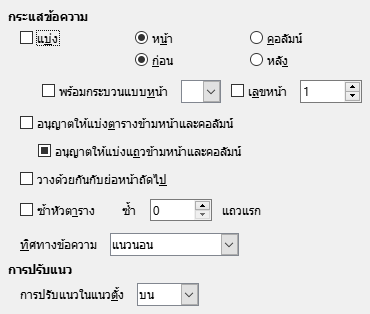 กระแสข้อความ
แบ่ง หน้า คอลัมน์
ก่อน หลัง
พร้อมกระบวนแบบหน้า เลขหน้า 1
อนุญาตให้แบ่งตารางข้ามหน้าและคอลัมน์
อนุญาตให้แบ่งแถวข้ามหน้าและคอลัมน์
วางด้วยกันกับย่อหน้าถัดไป
ซ้ำหัวตาราง ซ้ำ 0 แถวแรก
ทิศทางข้อความ แนวนอน
การปรับแนว
การปรับแนวในแนวตั้ง บน